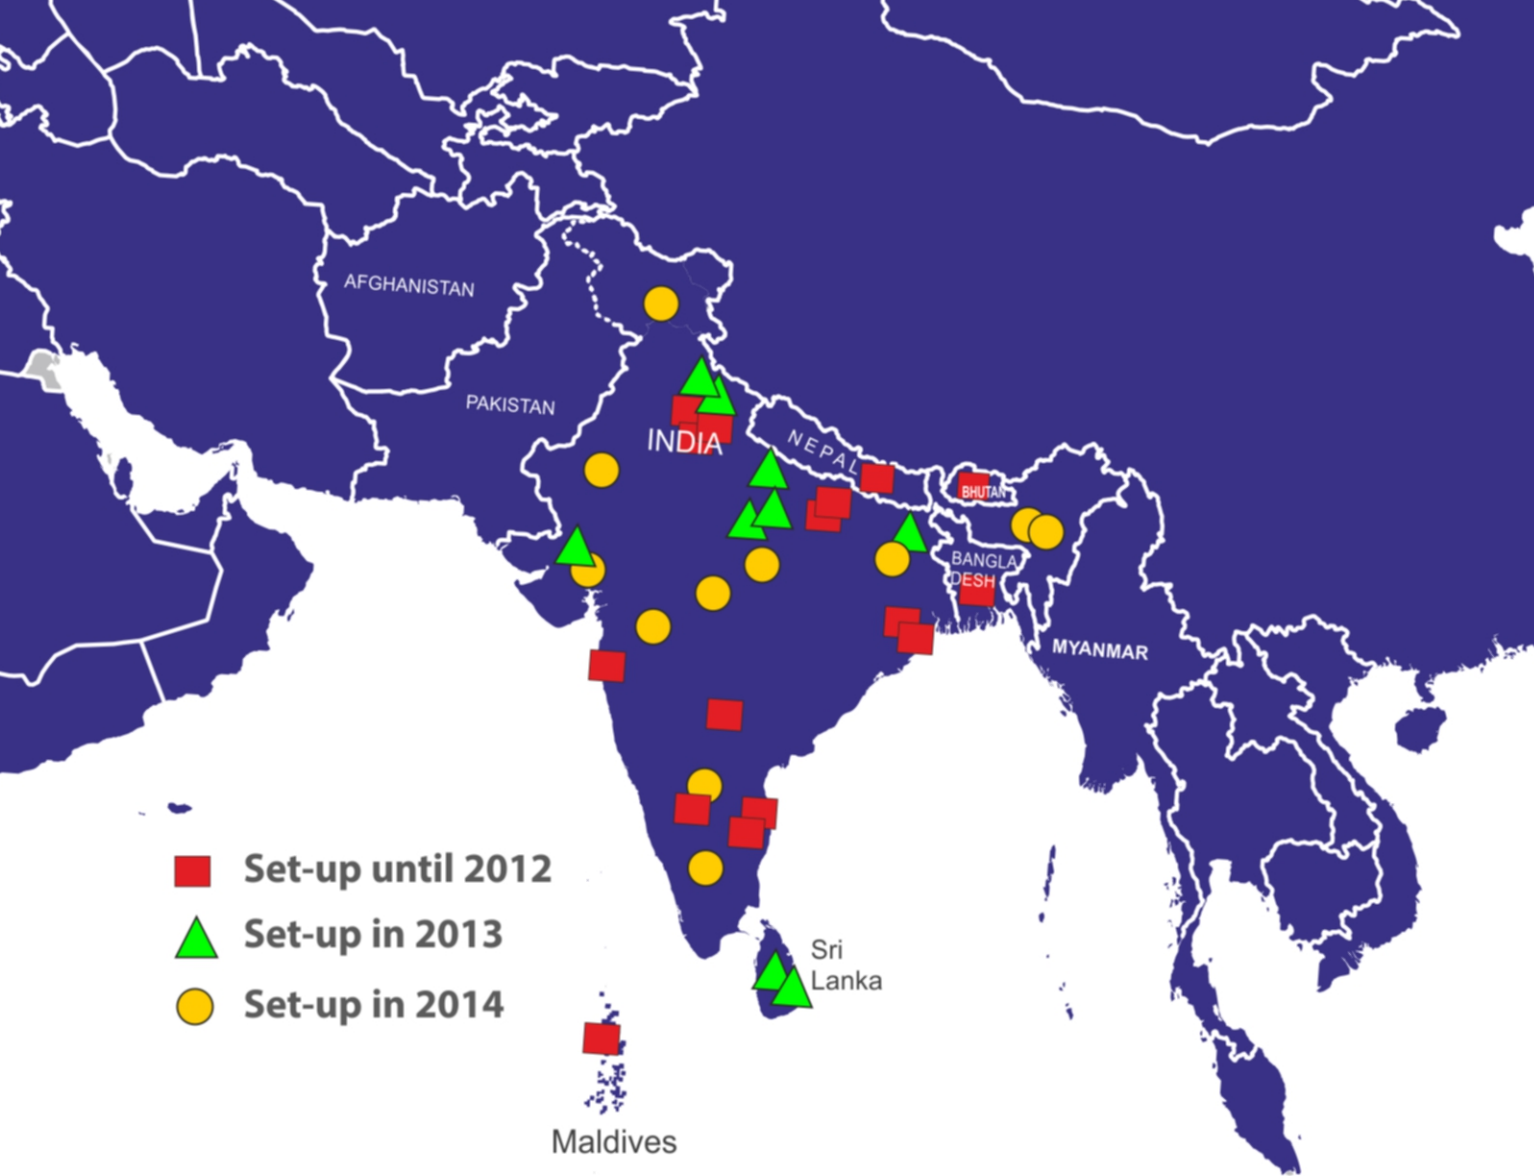 AFGHANISTAN
PAKISTAN
INDIA
NEPAL
BHUTAN
BANGLA
DESH
MYANMAR
Set-up until 2012
Set-up in 2013
Set-up in 2014
Sri
Lanka
Maldives